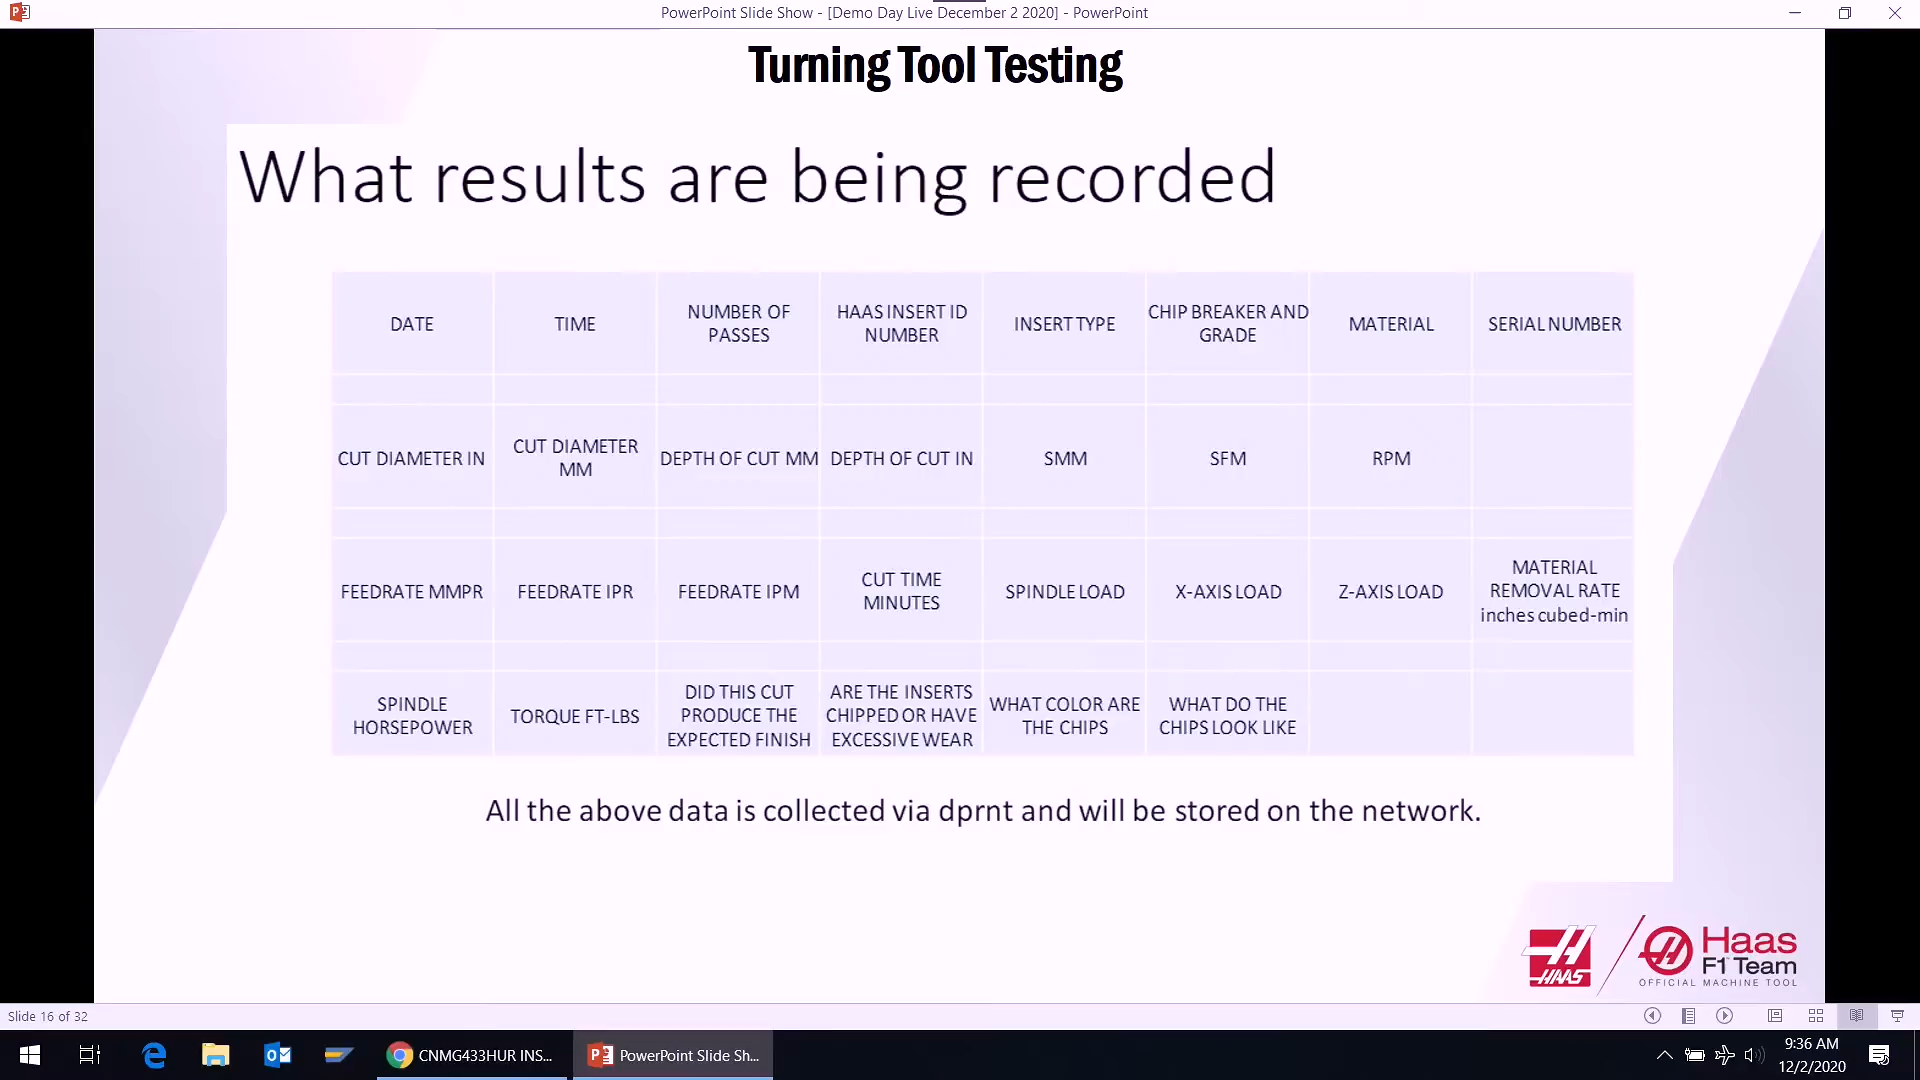 PowerPoint Slide Show - [Demo Day Live December 2 2020] - PowerPoint
Turning Tool Testing
What results are being recorded
DATE
TIME
NUMBER OF
PASSES
HAAS INSERT ID
NUMBER
INSERT TYPE
CHIP BREAKER AND
GRADE
MATERIAL
SERIAL NUMBER
CUT DIAMETER IN
CUT DIAMETER
MM
DEPTH OF CUT MM
DEPTH OF CUT IN
SMM
SFM
RPM
FEEDRATE MMPR
FEEDRATE IPR
FEEDRATE IPM
CUT TIME
MINUTES
SPINDLE LOAD
X-AXIS LOAD
Z-AXIS LOAD
MATERIAL
REMOVAL RATE
inches cubed-min
SPINDLE
HORSEPOWER
TORQUE FT-LBS
DID THIS CUT
PRODUCE THE
EXPECTED FINISH
ARE THE INSERTS
CHIPPED OR HAVE
EXCESSIVE WEAR
WHAT COLOR ARE
THE CHIPS
WHAT DO THE
CHIPS LOOK LIKE
All the above data is collected via dprnt and will be stored on the network.
HAAS
Haas
F1 Team
OFFICIAL MACHINE TOOL
Slide 16 of 32
CNMG433HUR INS...
PowerPoint Slide Sh...
9:36 AM
12/2/2020